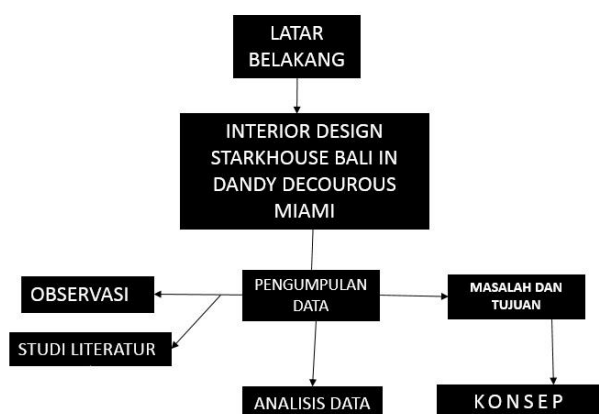 LATAR
BELAKANG
INTERIOR DESIGN
STARKHOUSE BALI IN
DANDY DECOUROUS
MIAMI
OBSERVASI
STUDI LITERATUR
PENGUMPULAN
DATA
MASALAH DAN
TUJUAN
ANALISIS DATA
KONSEP